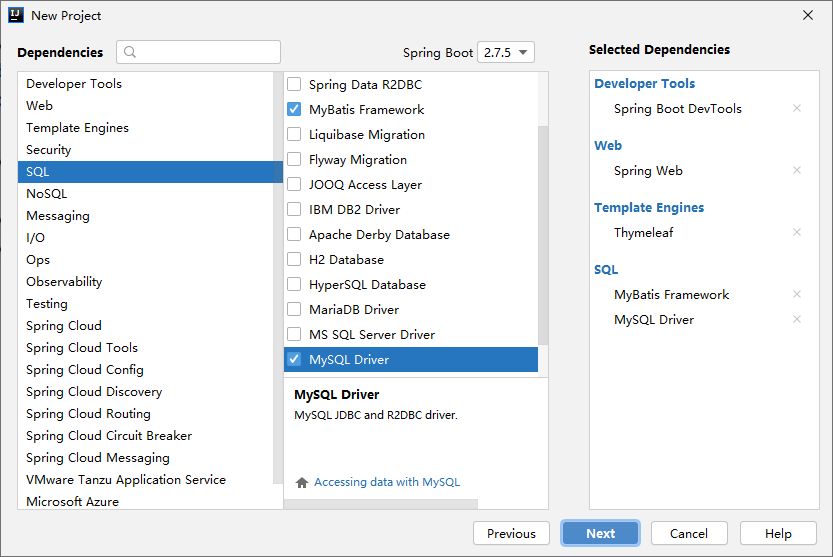 IJ New Project
Dependencies
Spring Boot 2.7.5
Developer Tools
Web
Template Engines
Security
SQL
NoSQL
Messaging
I/O
Ops
Observability
Testing
Spring Cloud
Spring Cloud Tools
Spring Cloud Config
Spring Cloud Discovery
Spring Cloud Routing
Spring Cloud Circuit Breaker
Spring Cloud Messaging
VMware Tanzu Application Service
Microsoft Azure
Spring Data R2DBC
MyBatis Framework
Liquibase Migration
Flyway Migration
JOOQ Access Layer
IBM DB2 Driver
Apache Derby Database
H2 Database
HyperSQL Database
MariaDB Driver
MS SQL Server Driver
MySQL Driver
MySQL Driver
MySQL JDBC and R2DBC driver.
Accessing data with MySQL
Selected Dependencies
Developer Tools
Spring Boot DevTools
Web
Spring Web
Template Engines
Thymeleaf
SQL
MyBatis Framework
MySQL Driver
Previous
Next
Cancel
Help